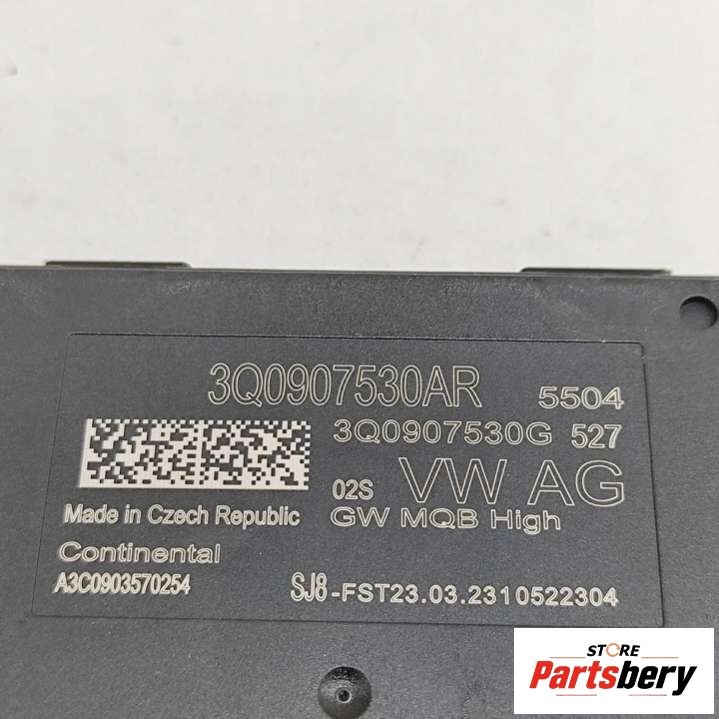 3Q0907530AR 5504
3Q0907530G 527
02S VW AG
Made in Czech Republic GW MQB High
Continental
A3C0903570254 SJ8-FST23.03.2310522304
STORE
Partsbery